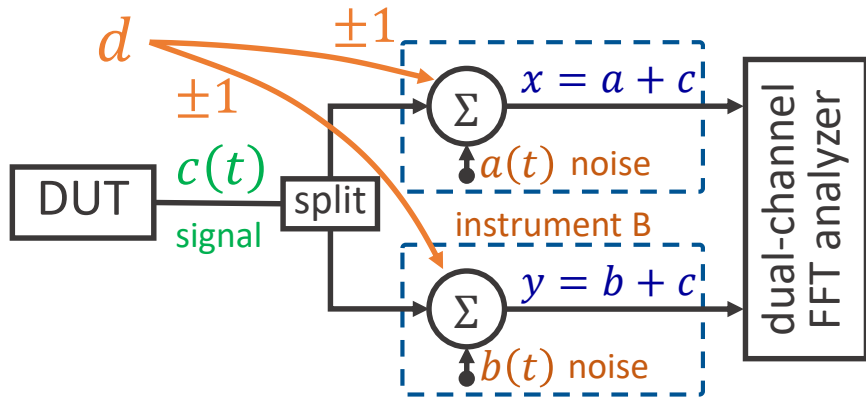 d
±1
±1
Σ
x = a + c
a(t) noise
DUT
c(t)
signal
split
instrument B
Σ
y = b + c
b(t) noise
dual-channel
FFT analyzer